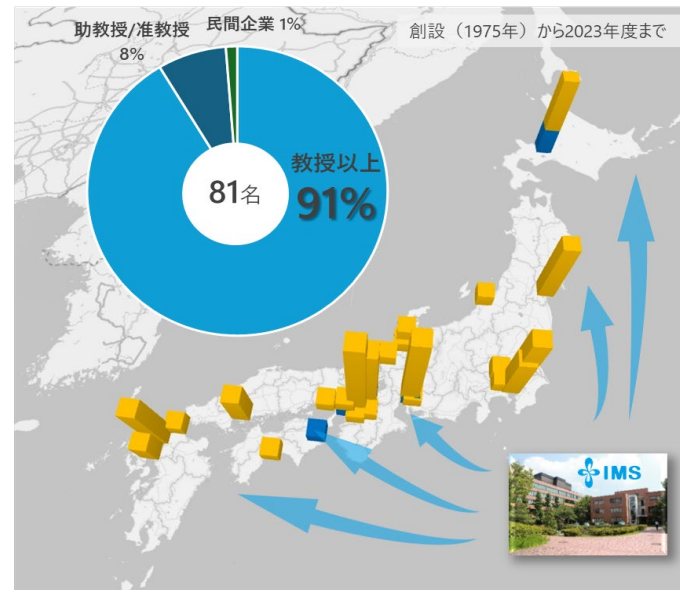 助教授/准教授
8%
民間企業 1%
創設（1975年）から2023年度まで
教授以上
91%
81名
IMS